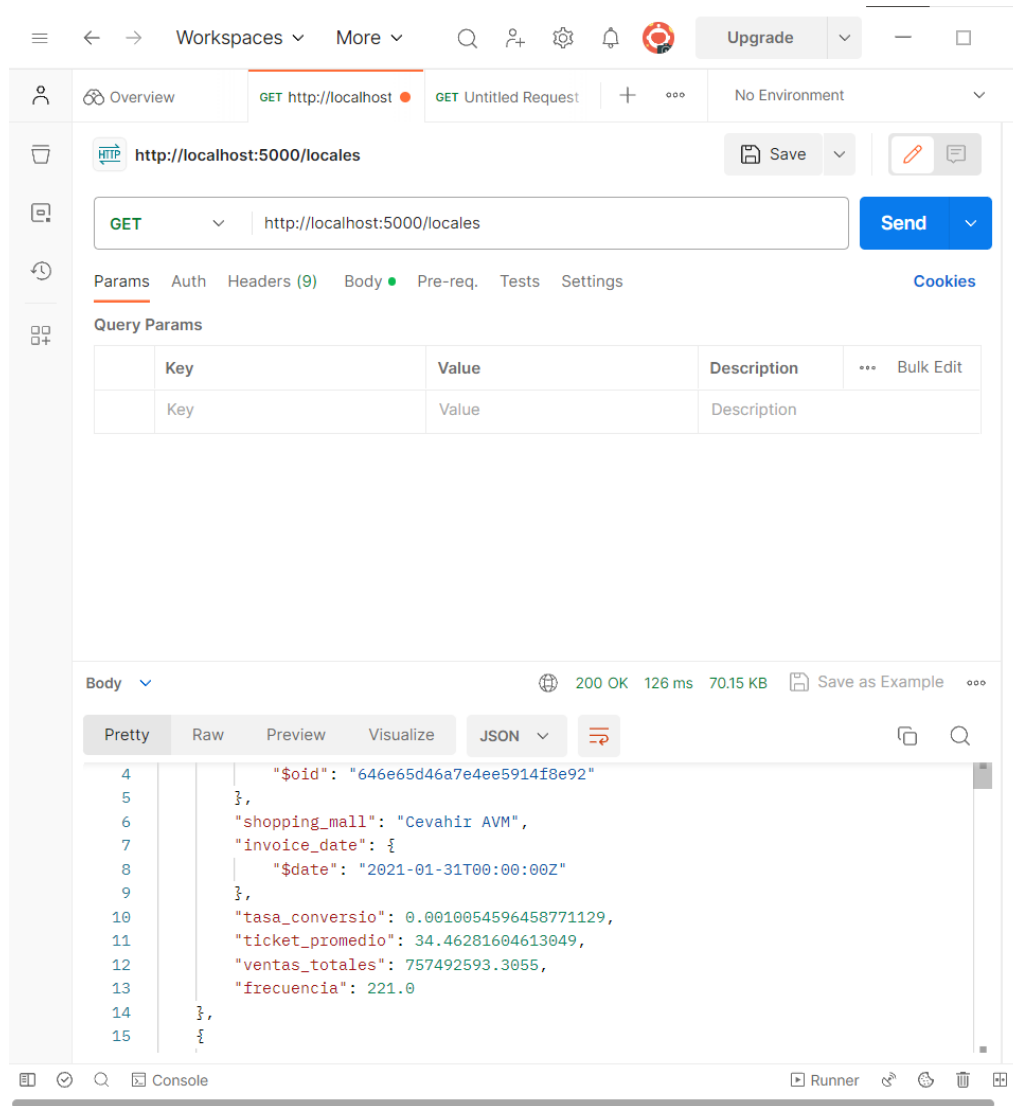 Workspaces More Upgrade
Overview GET http://localhost GET Untitled Request No Environment
HTTP http://localhost:5000/locales Save
GET http://localhost:5000/locales Send
Params Auth Headers (9) Body Pre-req. Tests Settings Cookies
Query Params
Key Value Description Bulk Edit
Key Value Description
Body 200 OK 126 ms 70.15 KB Save as Example
Pretty Raw Preview Visualize JSON
4 "$oid": "646e65d46a7e4ee5914f8e92"
5 },
6 "shopping_mall": "Cevahir AVM",
7 "invoice_date": {
8 "$date": "2021-01-31T00:00:00Z"
9 },
10 "tasa_conversio": 0.0010054596458771129,
11 "ticket_promedio": 34.46281604613049,
12 "ventas_totales": 757492593.3055,
13 "frecuencia": 221.0
14 },
15 {
Console Runner